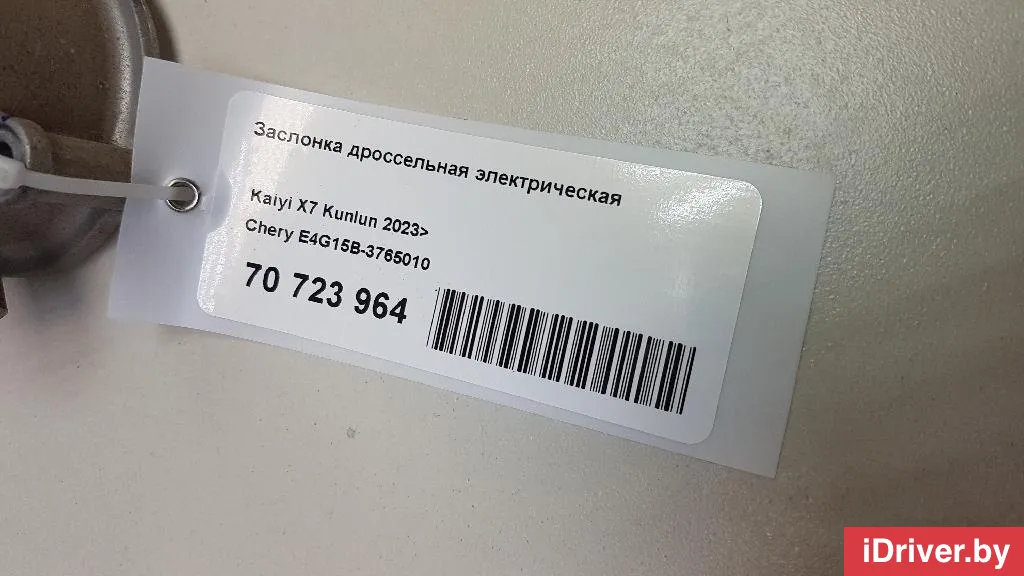 Заслонка дроссельная электрическая
Kaiyi X7 Kunlun 2023>
Chery E4G15B-3765010
70 723 964
iDriver.by